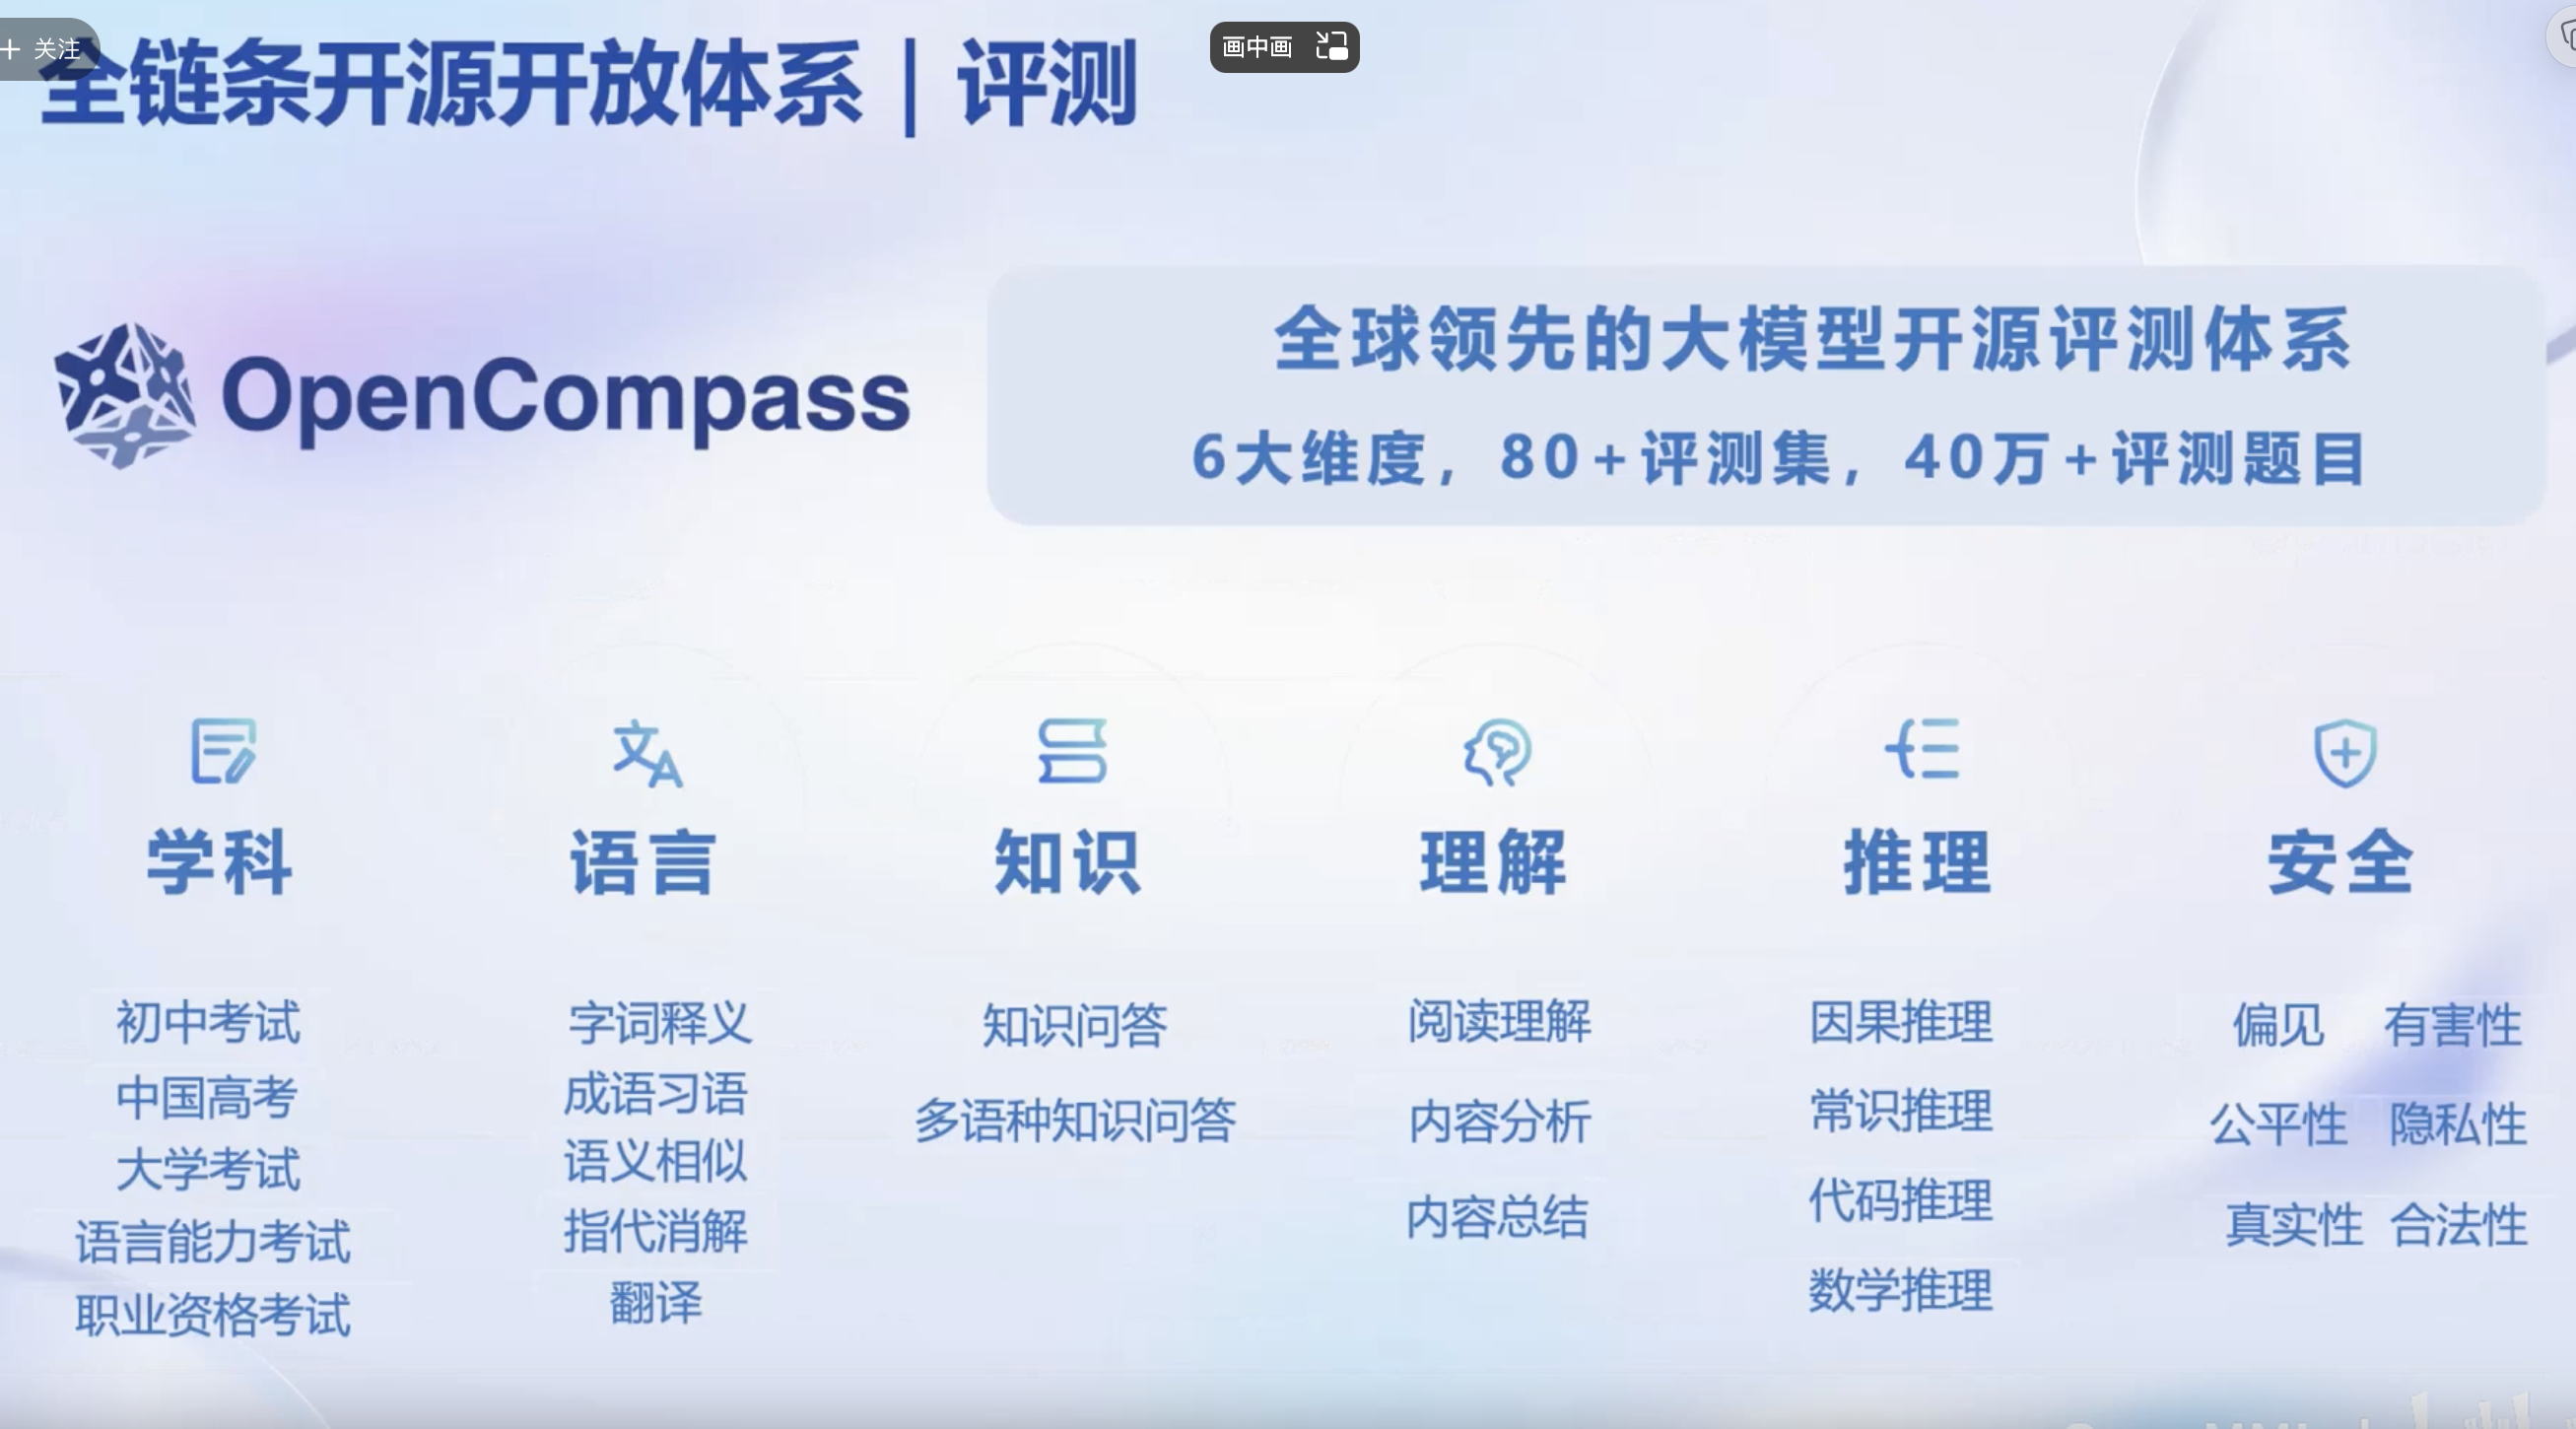 + 关注
画中画
全链条开源开放体系｜评测
OpenCompass
全球领先的大模型开源评测体系
6大维度，80+评测集，40万+评测题目
学科
初中考试
中国高考
大学考试
语言能力考试
职业资格考试
语言
字词释义
成语习语
语义相似
指代消解
翻译
知识
知识问答
多语种知识问答
理解
阅读理解
内容分析
内容总结
推理
因果推理
常识推理
代码推理
数学推理
安全
偏见 有害性
公平性 隐私性
真实性 合法性